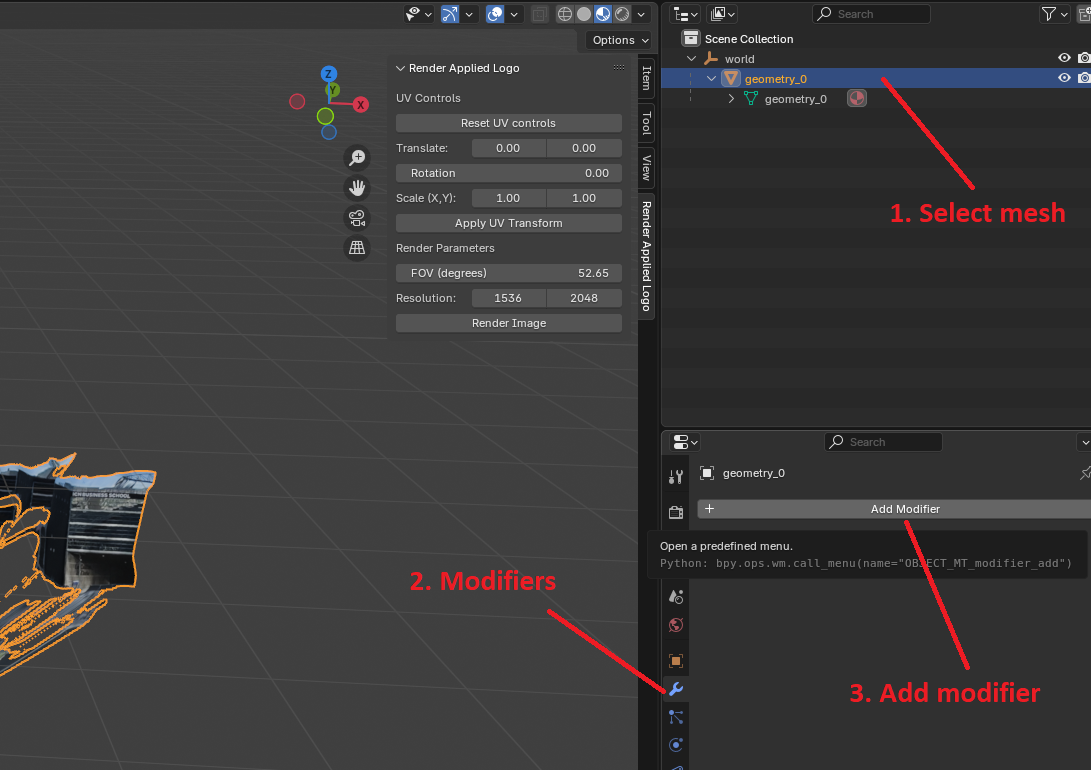 Options
Search
Scene Collection
world
geometry_0
geometry_0
1. Select mesh
Z
Y
X
Render Applied Logo
UV Controls
Reset UV controls
Translate: 0.00 0.00
Rotation 0.00
Scale (X,Y): 1.00 1.00
Apply UV Transform
Render Parameters
FOV (degrees) 52.65
Resolution: 1536 2048
Render Image
Item
Tool
View
Render Applied Logo
BUSINESS SCHOOL
2. Modifiers
Search
geometry_0
+ Add Modifier
Open a predefined menu.
Python: bpy.ops.wm.call_menu(name="OBJECT_MT_modifier_add")
3. Add modifier